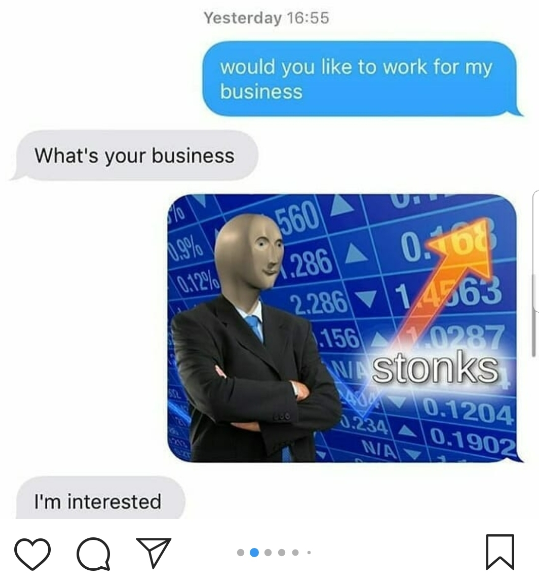 Yesterday 16:55
would you like to work for my
business
What's your business
%
560
0.9%
0.168
0.12%
.286
2.286
1.4563
.156
1.0287
N/A
stonks
0.1204
0.234
0.1902
N/A
I'm interested